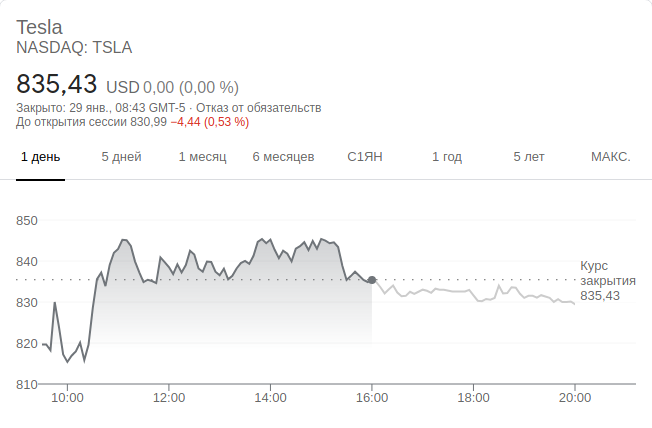 Tesla
NASDAQ: TSLA
835,43 USD 0,00 (0,00 %)
Закрыто: 29 янв., 08:43 GMT-5 · Отказ от обязательств
До открытия сессии 830,99 −4,44 (0,53 %)
1 день 5 дней 1 месяц 6 месяцев С1ЯН 1 год 5 лет МАКС.
850
840
Курс
закрытия
835,43
830
820
810
10:00 12:00 14:00 16:00 18:00 20:00